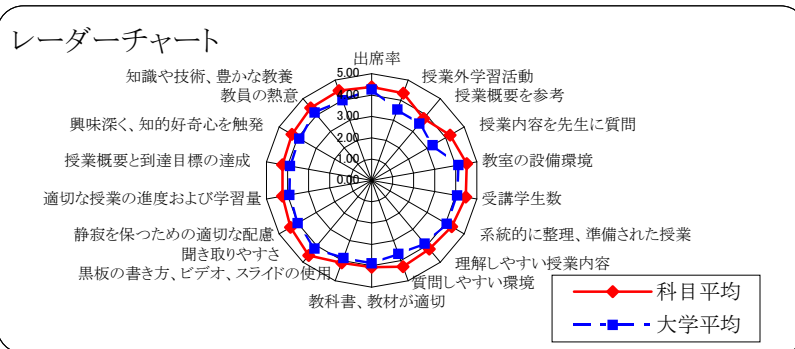 レーダーチャート
出席率
授業外学習活動
授業概要を参考
授業内容を先生に質問
教室の設備環境
受講学生数
系統的に整理、準備された授業
理解しやすい授業内容
質問しやすい環境
教科書、教材が適切
黒板の書き方、ビデオ、スライドの使用
聞き取りやすさ
静寂を保つための適切な配慮
適切な授業の進度および学習量
授業概要と到達目標の達成
興味深く、知的好奇心を触発
教員の熱意
知識や技術、豊かな教養
5.00
4.00
3.00
2.00
1.00
0.00
科目平均
大学平均